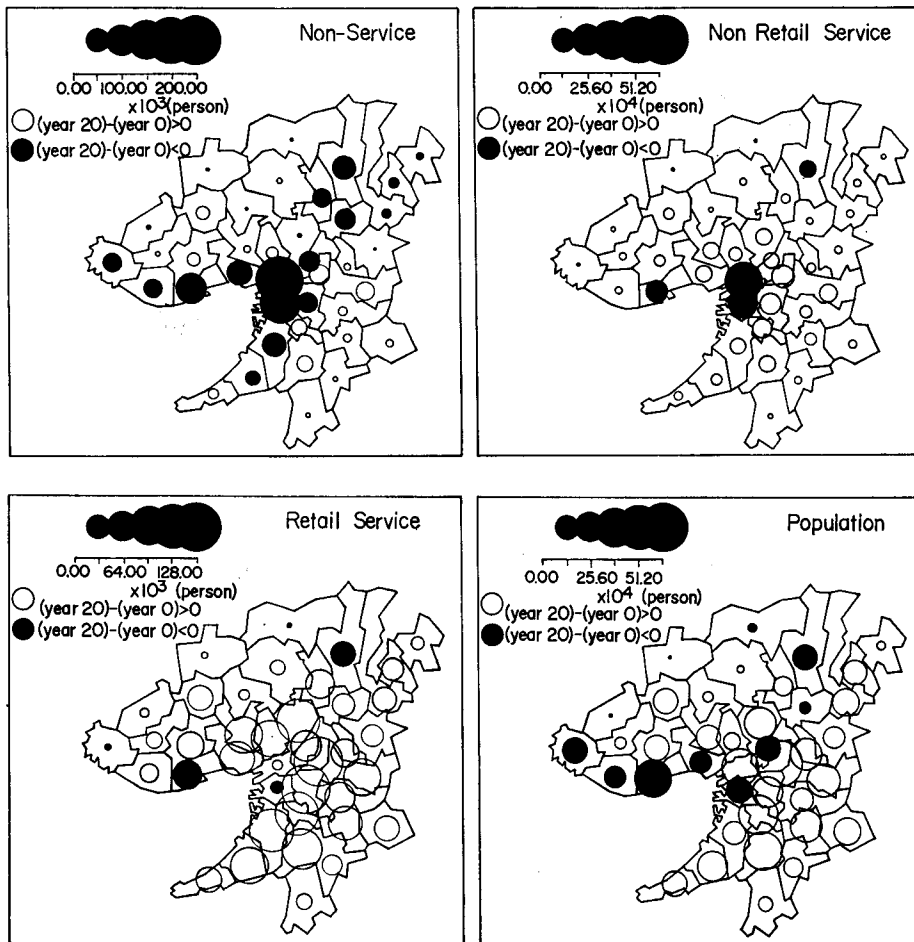 Non-Service
0.00 100.00 200.00
x10³(person)
(year 20)-(year 0)>0
(year 20)-(year 0)<0
Non Retail Service
0.00 25.60 51.20
x10⁴(person)
(year 20)-(year 0)>0
(year 20)-(year 0)<0
Retail Service
0.00 64.00 128.00
x10³ (person)
(year 20)-(year 0)>0
(year 20)-(year 0)<0
Population
0.00 25.60 51.20
x10⁴ (person)
(year 20)-(year 0)>0
(year 20)-(year 0)<0